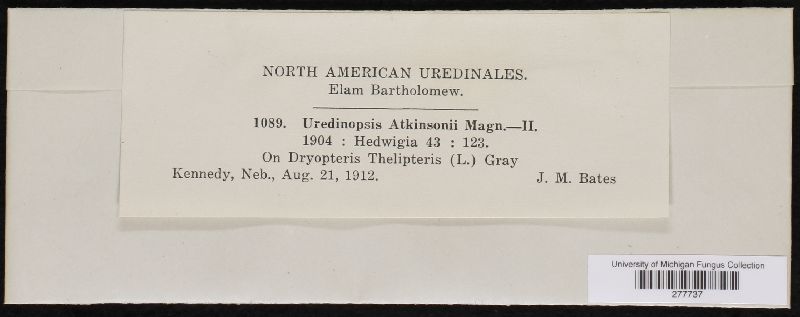 NORTH AMERICAN UREDINALES.
Elam Bartholomew.
1089. Uredinopsis Atkinsonii Magn.—II.
1904 : Hedwigia 43 : 123.
On Dryopteris Thelipteris (L.) Gray
Kennedy, Neb., Aug. 21, 1912. J. M. Bates
University of Michigan Fungus Collection
277737